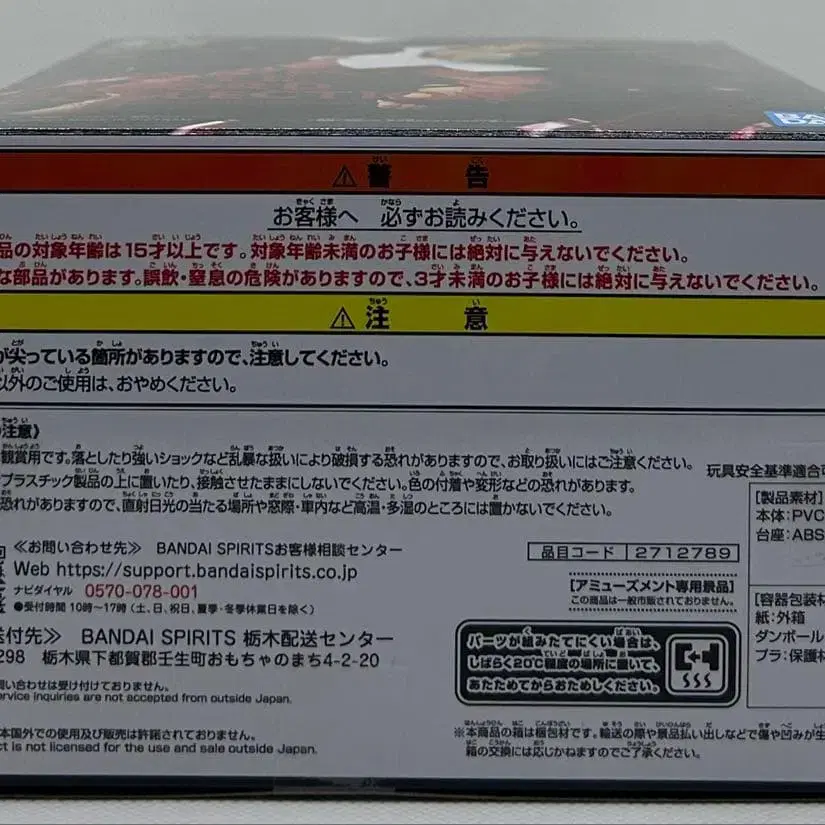 ⚠警告
お客様へ 必ずお読みください。
品の対象年齢は15才以上です。対象年齢未満のお子様には絶対に与えないでください。
な部品があります。誤飲・窒息の危険がありますので、3才未満のお子様には絶対に与えないでください。
⚠注意
が尖っている箇所がありますので、注意してください。
以外のご使用は、おやめください。
注意》
観賞用です。落としたり強いショックなど乱暴な扱いにより破損する恐れがありますので、お取り扱いにはご注意ください。
プラスチック製品の上に置いたり、接触させたままにしないでください。色の付着や変形などの恐れがあります。
恐れがありますので、直射日光の当たる場所や窓際・車内など高温・多湿のところには置かないでください。
玩具安全基準適合
【製品素材】
本体:PVC
台座:ABS
≪お問い合わせ先≫ BANDAI SPIRITSお客様相談センター
Web https://support.bandaispirits.co.jp
ナビダイヤル 0570-078-001
●受付時間 10時〜17時(土、日、祝日、夏季・冬季休業日を除く)
送付先≫ BANDAI SPIRITS 栃木配送センター
298 栃木県下都賀郡壬生町おもちゃのまち4-2-20
お問い合わせは受け付けておりません。
service inquiries are not accepted from outside Japan.
日本国外での使用及び販売は許諾されておりません。
ct is not licensed for the use and sale outside Japan.
品目コード 2712789
【アミューズメント専用景品】
この商品は一般市販されておりません。
パーツが組みたてにくい場合は、
しばらく20℃程度の場所に置いて、
あたためてからお試しください。
【容器包装材
紙:外箱
ダンボール
プラ:保護材
※本商品の箱は梱包材です。輸送の際や景品払い出しなどで傷や凹みが生
箱の交換には応じかねますのでご了承ください。